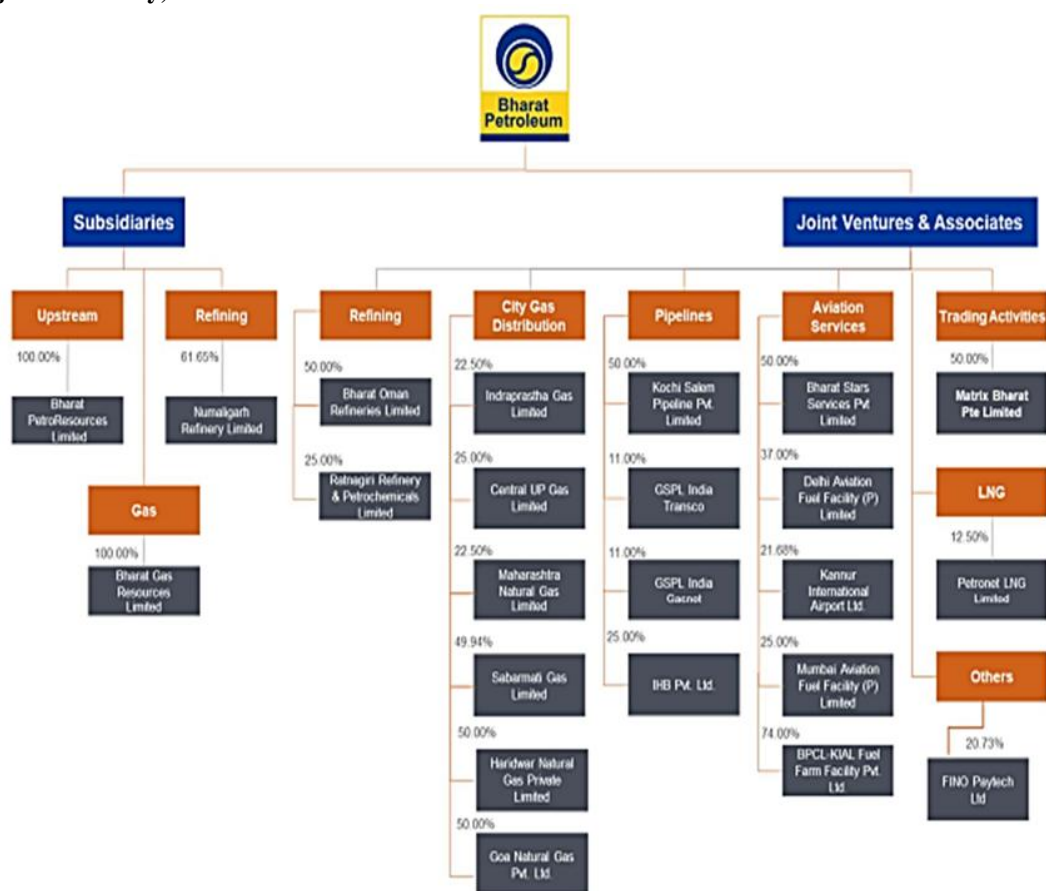 Bharat
Petroleum
Subsidiaries
Joint Ventures & Associates
Upstream
Refining
Refining
City Gas
Distribution
Pipelines
Aviation
Services
Trading Activities
100.00%
Bharat
PetroResources
Limited
61.65%
Numaligarh
Refinery Limited
Gas
100.00%
Bharat Gas
Resources
Limited
50.00%
Bharat Oman
Refineries Limited
25.00%
Ratnagiri Refinery
& Petrochemicals
Limited
22.50%
Indraprastha Gas
Limited
25.00%
Central UP Gas
Limited
22.50%
Maharashtra
Natural Gas
Limited
49.94%
Sabarmati Gas
Limited
50.00%
Haridwar Natural
Gas Private
Limited
50.00%
Goa Natural Gas
Pvt. Ltd.
50.00%
Kochi Salem
Pipeline Pvt.
Limited
11.00%
GSPL India
Transco
11.00%
GSPL India
Gasnet
25.00%
IHB Pvt. Ltd.
50.00%
Bharat Stars
Services Pvt
Limited
37.00%
Delhi Aviation
Fuel Facility (P)
Limited
21.68%
Kannur
International
Airport Ltd.
25.00%
Mumbai Aviation
Fuel Facility (P)
Limited
74.00%
BPCL-KIAL Fuel
Farm Facility Pvt.
Ltd.
50.00%
Matrix Bharat
Pte Limited
LNG
12.50%
Petronet LNG
Limited
Others
20.73%
FINO Paytech
Ltd